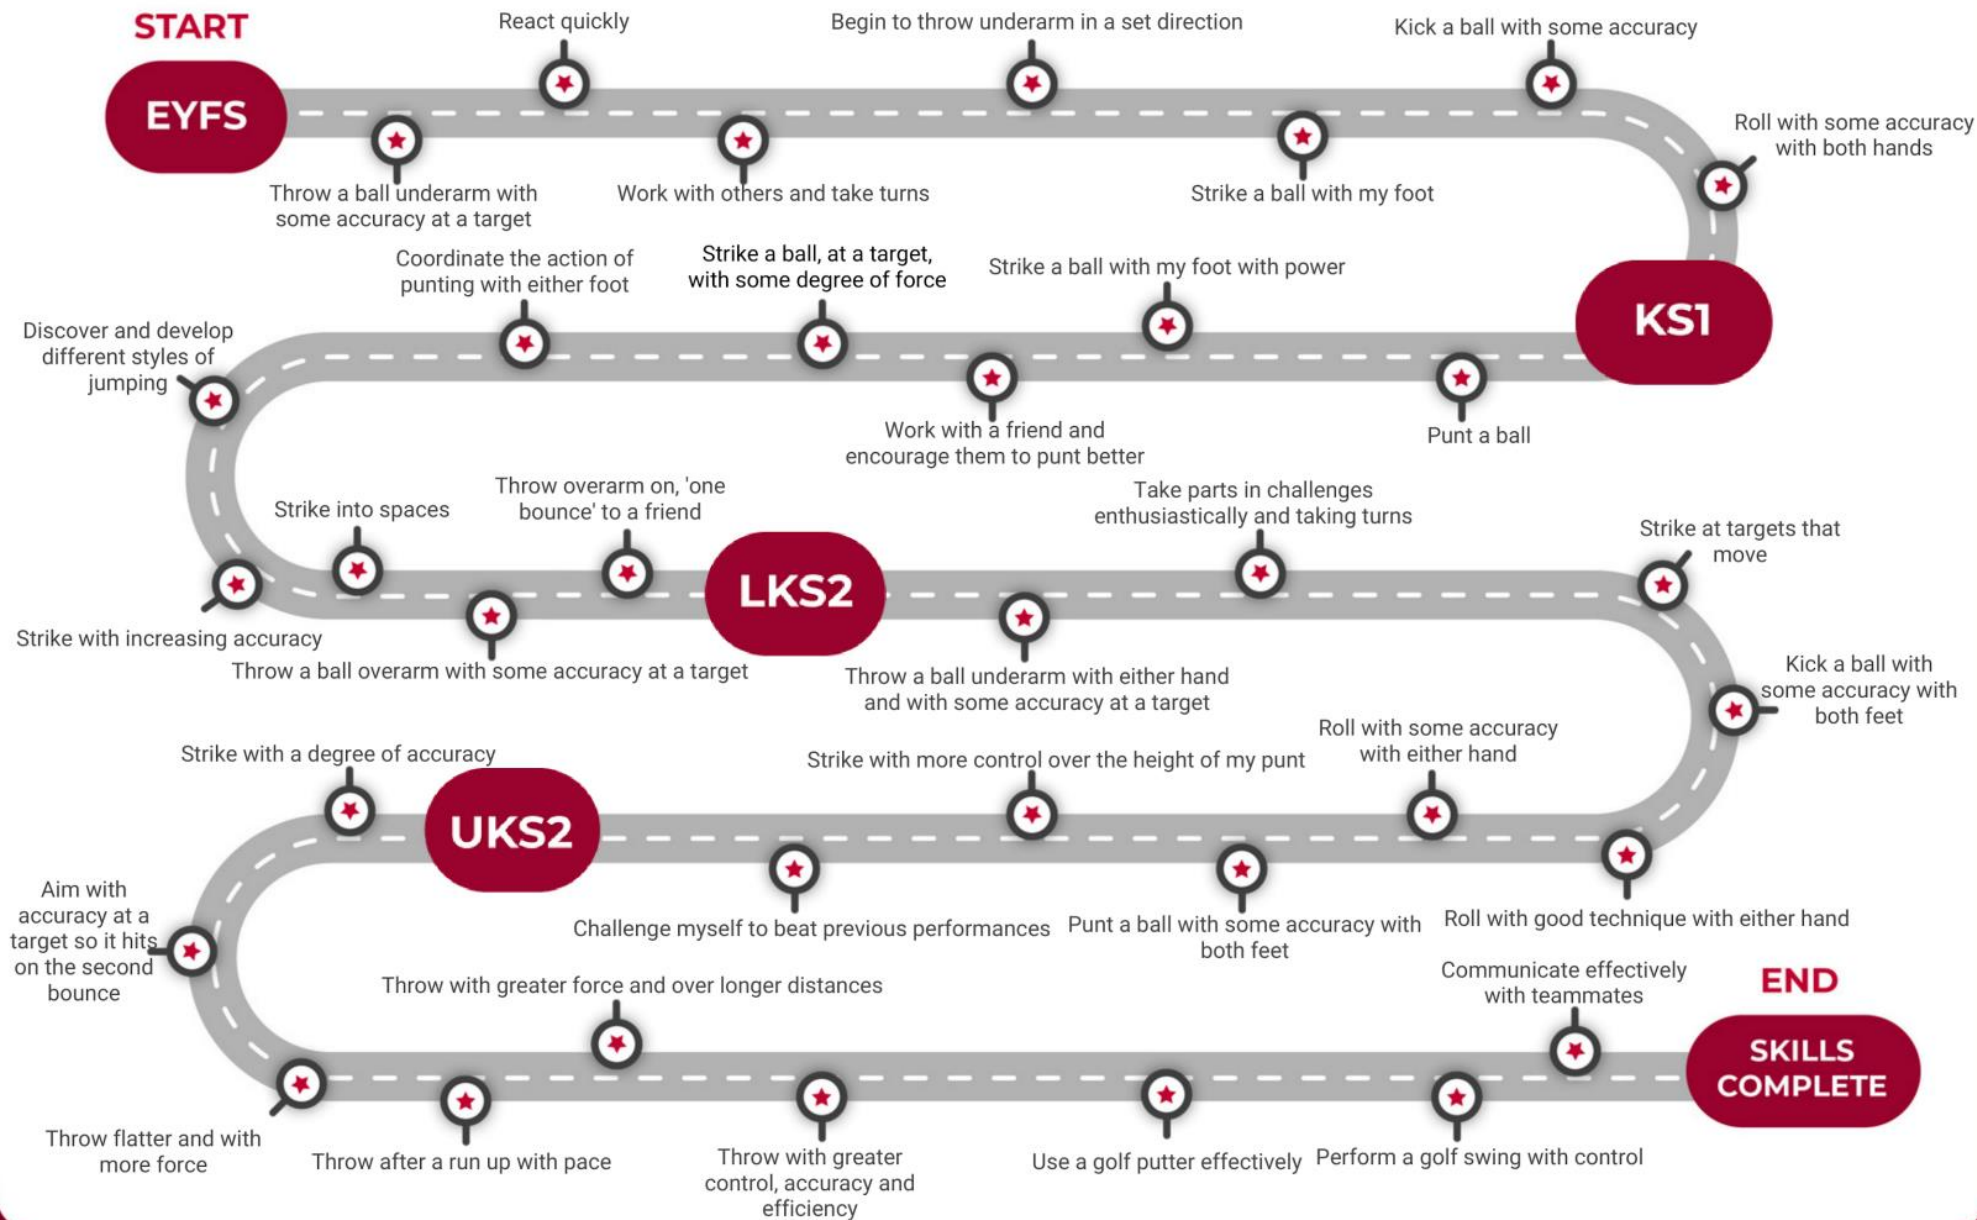 START
EYFS
Throw a ball underarm with
some accuracy at a target
React quickly
Work with others and take turns
Begin to throw underarm in a set direction
Strike a ball with my foot
Kick a ball with some accuracy
Roll with some accuracy
with both hands
KS1
Punt a ball
Strike a ball with my foot with power
Work with a friend and
encourage them to punt better
Strike a ball, at a target,
with some degree of force
Coordinate the action of
punting with either foot
Discover and develop
different styles of
jumping
Strike with increasing accuracy
Strike into spaces
Throw a ball overarm with some accuracy at a target
Throw overarm on, 'one
bounce' to a friend
LKS2
Throw a ball underarm with either hand
and with some accuracy at a target
Take parts in challenges
enthusiastically and taking turns
Strike at targets that
move
Kick a ball with
some accuracy with
both feet
Roll with good technique with either hand
Roll with some accuracy
with either hand
Punt a ball with some accuracy with
both feet
Strike with more control over the height of my punt
Challenge myself to beat previous performances
UKS2
Strike with a degree of accuracy
Aim with
accuracy at a
target so it hits
on the second
bounce
Throw flatter and with
more force
Throw after a run up with pace
Throw with greater force and over longer distances
Throw with greater
control, accuracy and
efficiency
Use a golf putter effectively
Perform a golf swing with control
Communicate effectively
with teammates
END
SKILLS
COMPLETE